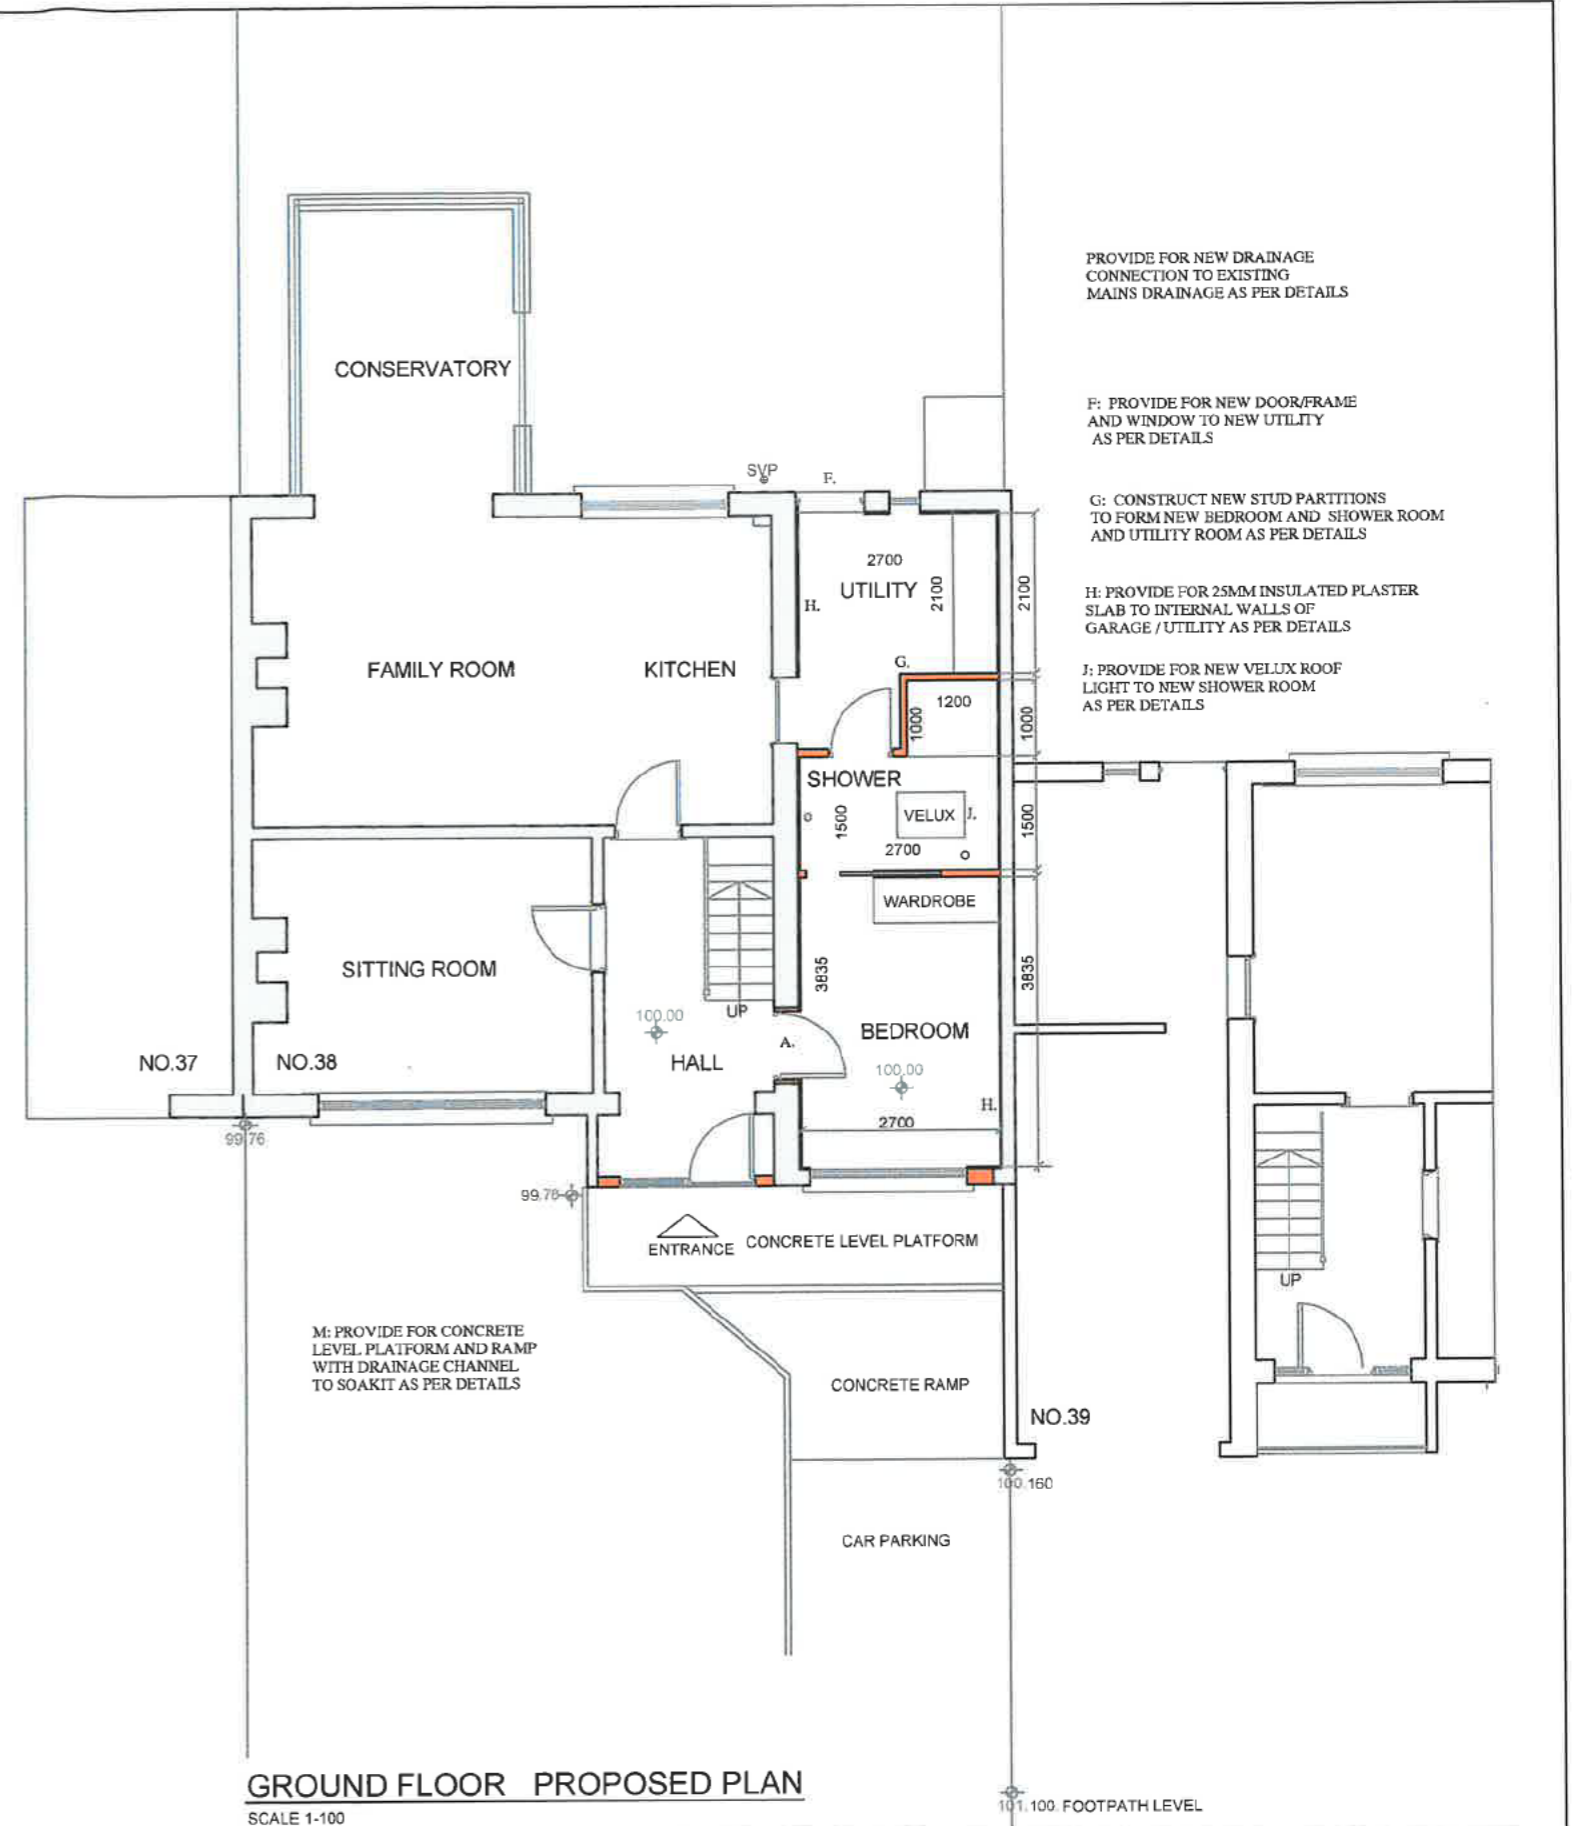 PROVIDE FOR NEW DRAINAGE
CONNECTION TO EXISTING
MAINS DRAINAGE AS PER DETAILS
CONSERVATORY
F: PROVIDE FOR NEW DOOR/FRAME
AND WINDOW TO NEW UTILITY
AS PER DETAILS
SVP
F.
G: CONSTRUCT NEW STUD PARTITIONS
TO FORM NEW BEDROOM AND SHOWER ROOM
AND UTILITY ROOM AS PER DETAILS
2700
UTILITY
2100
2100
H.
H: PROVIDE FOR 25MM INSULATED PLASTER
SLAB TO INTERNAL WALLS OF
GARAGE / UTILITY AS PER DETAILS
FAMILY ROOM
KITCHEN
G.
J: PROVIDE FOR NEW VELUX ROOF
LIGHT TO NEW SHOWER ROOM
AS PER DETAILS
1200
1000
1000
SHOWER
1500
VELUX
J.
1500
2700
WARDROBE
SITTING ROOM
3835
3835
UP
100.00
A.
BEDROOM
HALL
100.00
NO.37
NO.38
H.
2700
99.76
99.78
ENTRANCE
CONCRETE LEVEL PLATFORM
UP
M: PROVIDE FOR CONCRETE
LEVEL PLATFORM AND RAMP
WITH DRAINAGE CHANNEL
TO SOAKIT AS PER DETAILS
CONCRETE RAMP
NO.39
100.160
CAR PARKING
GROUND FLOOR PROPOSED PLAN
SCALE 1-100
101.100. FOOTPATH LEVEL